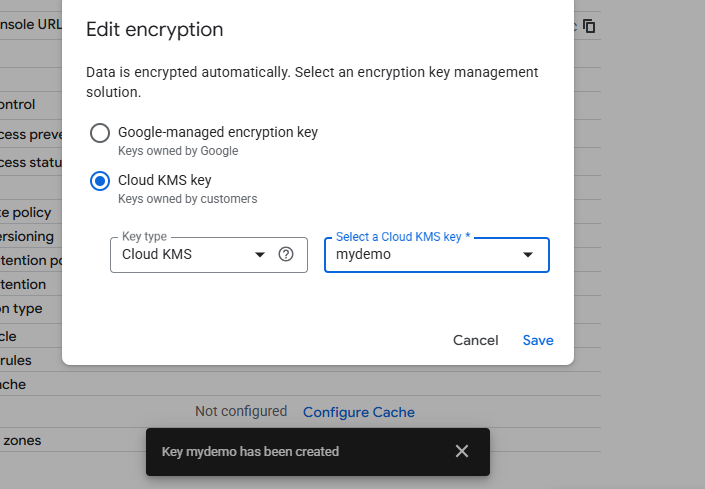 nsole URL
Edit encryption
Data is encrypted automatically. Select an encryption key management
solution.
ontrol
Google-managed encryption key
cess preve
Keys owned by Google
cess statu
Cloud KMS key
Keys owned by customers
te policy
ersioning
Key type
Select a Cloud KMS key *
Cloud KMS
mydemo
tention po
tention
on type
cle
Cancel
Save
rules
ache
Not configured
Configure Cache
zones
Key mydemo has been created